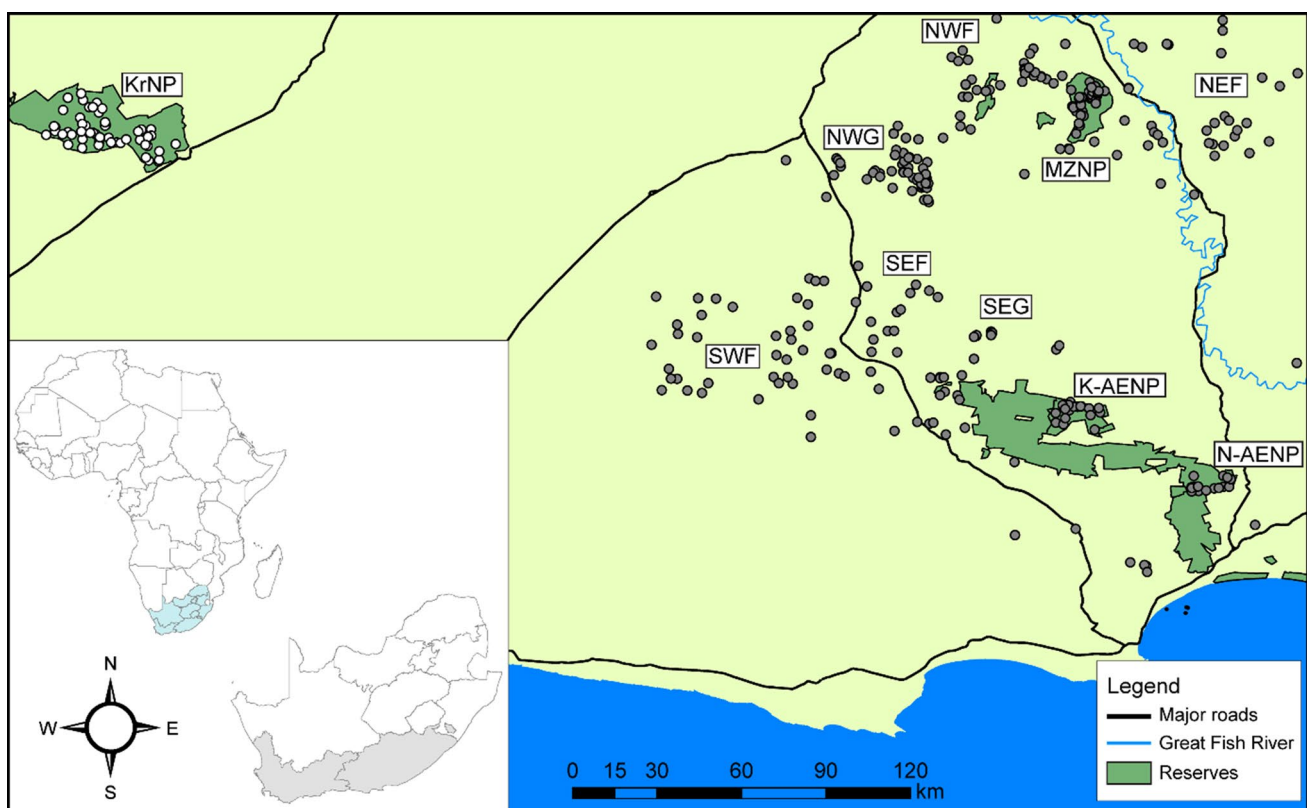 NWF
KrNP
NEF
NWG
MZNP
SEF
SEG
SWF
K-AENP
N-AENP
N
W E
S
0 15 30 60 90 120
km
Legend
Major roads
Great Fish River
Reserves